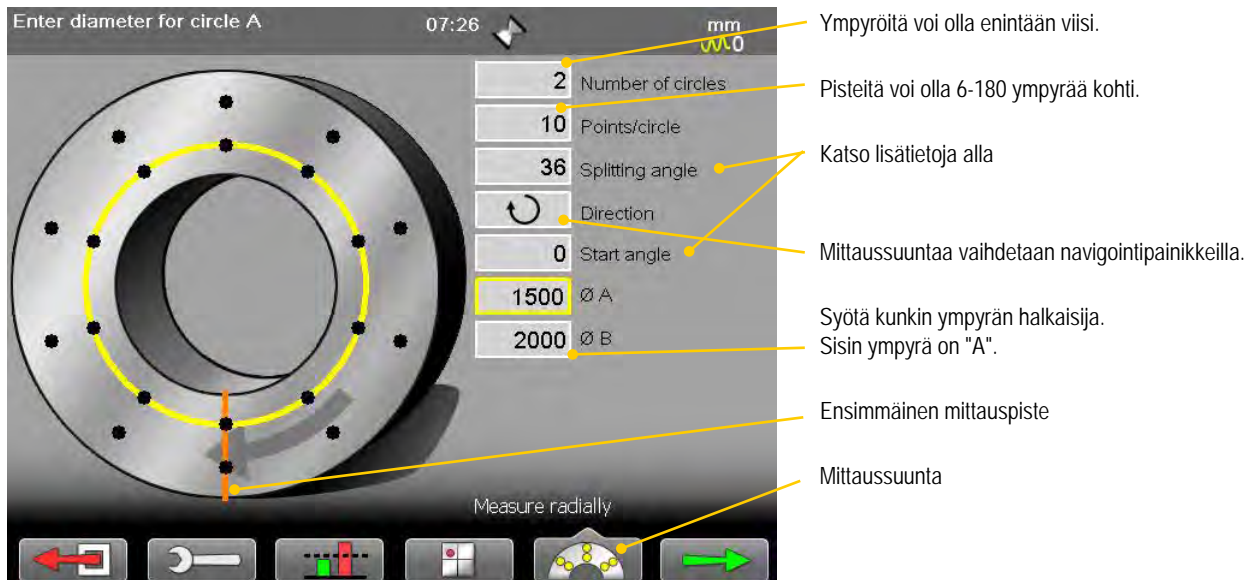 Enter diameter for circle A
07:26
mm
0
2 Number of circles
10 Points/circle
36 Splitting angle
Direction
0 Start angle
1500 Ø A
2000 Ø B
Measure radially
Ympyröitä voi olla enintään viisi.
Pisteitä voi olla 6-180 ympyrää kohti.
Katso lisätietoja alla
Mittaussuuntaa vaihdetaan navigointipainikkeilla.
Syötä kunkin ympyrän halkaisija.
Sisin ympyrä on "A".
Ensimmäinen mittauspiste
Mittaussuunta